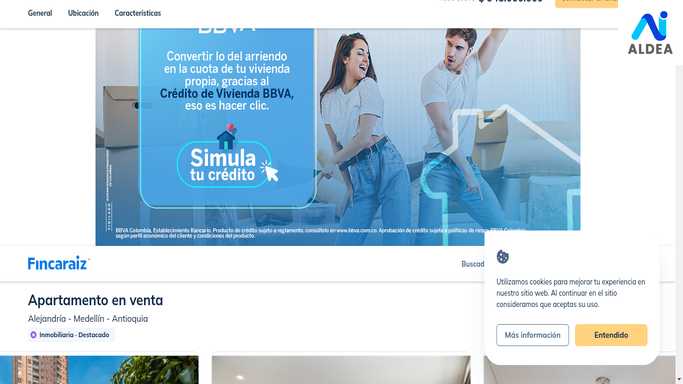 General Ubicación Características
ALDEA
BBVA
Convertir lo del arriendo
en la cuota de tu vivienda
propia, gracias al
Crédito de Vivienda BBVA,
eso es hacer clic.
Simula
tu crédito
BBVA Colombia, Establecimiento Bancario. Producto de crédito sujeto a reglamento, consúltelo en www.bbva.com.co. Aprobación de crédito sujeta a políticas de riesgo BBVA Colombia,
según perfil económico del cliente y condiciones del producto.
Fincaraiz
Buscad
Apartamento en venta
Alejandría - Medellín - Antioquia
Inmobiliaria - Destacado
Utilizamos cookies para mejorar tu experiencia en
nuestro sitio web. Al continuar en el sitio
consideramos que aceptas su uso.
Más información Entendido